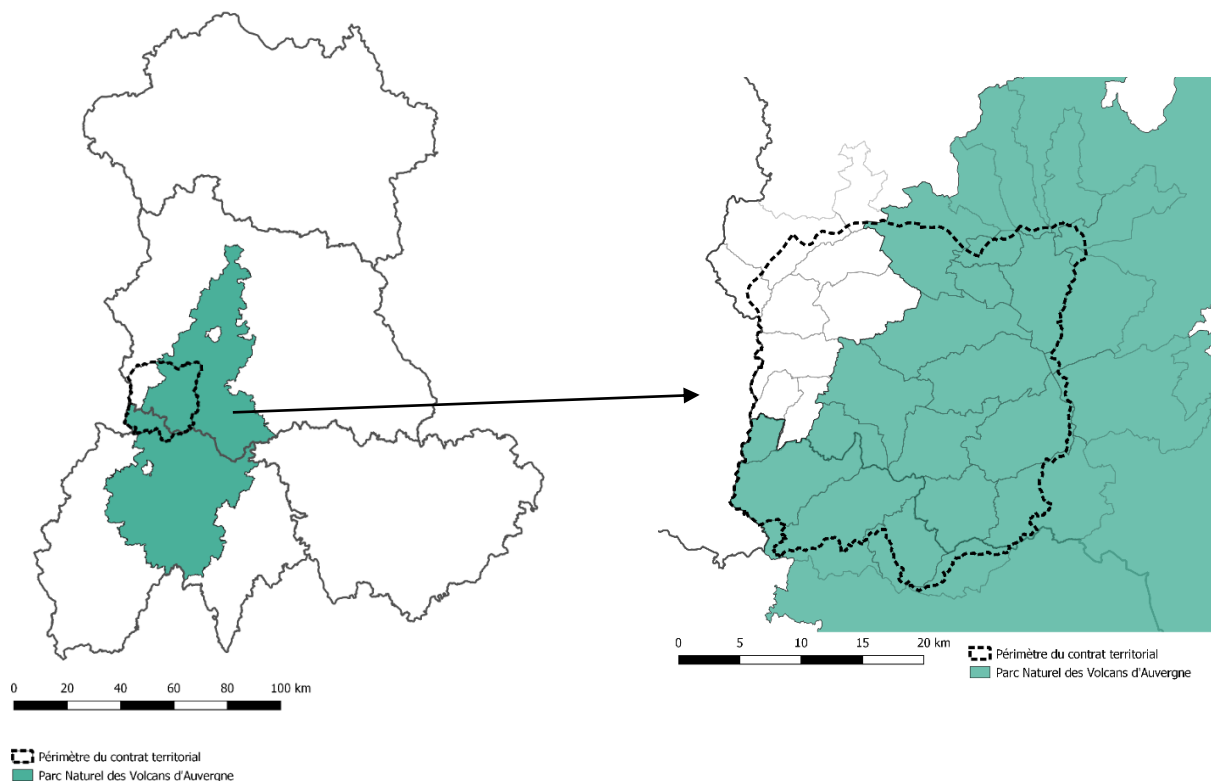 0 20 40 60 80 100 km
Périmètre du contrat territorial
Parc Naturel des Volcans d'Auvergne
0 5 10 15 20 km
Périmètre du contrat territorial
Parc Naturel des Volcans d'Auvergne